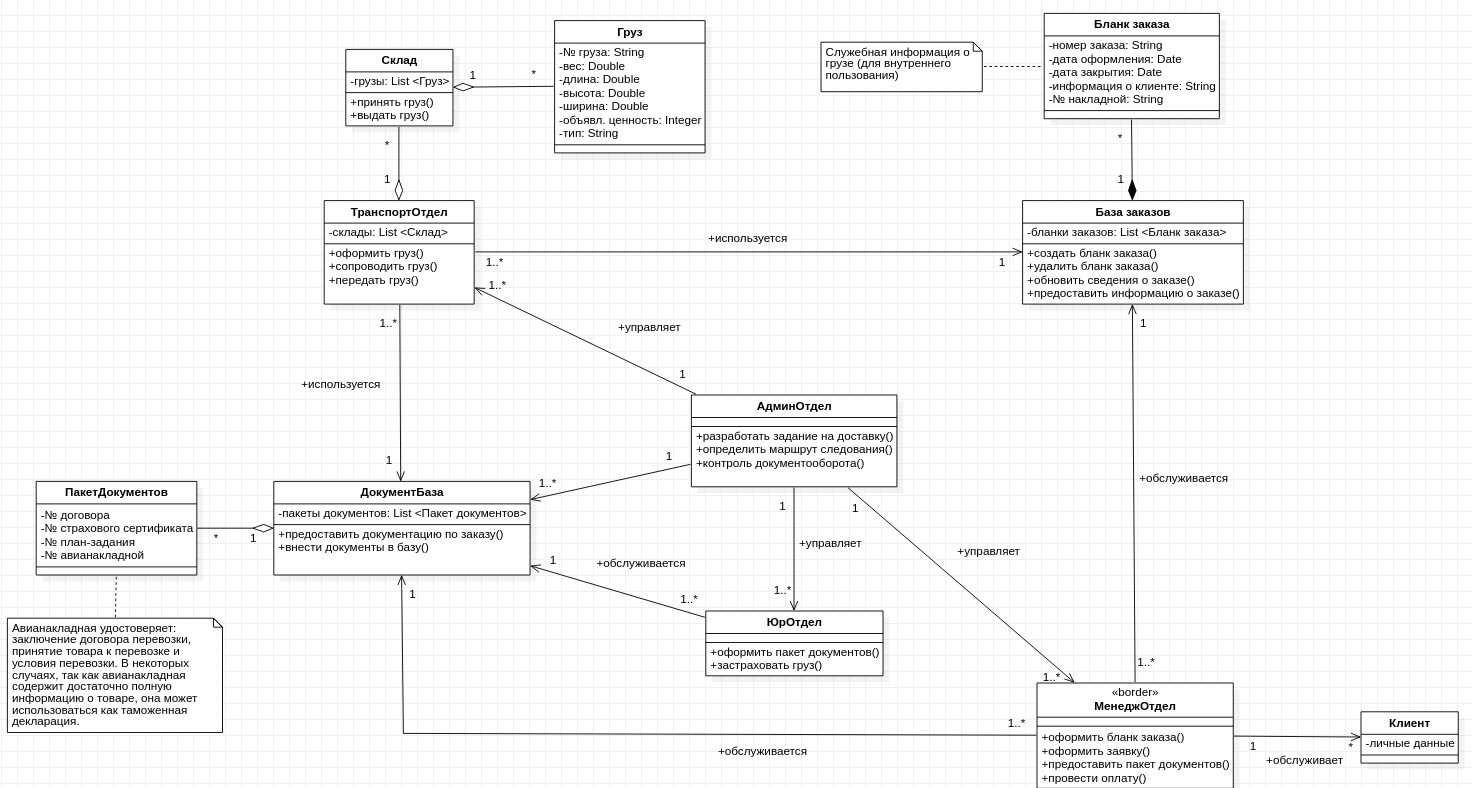 Бланк заказа
-номер заказа: String
-дата оформления: Date
-дата закрытия: Date
-информация о клиенте: String
-№ накладной: String
Груз
-№ груза: String
-вес: Double
-длина: Double
-высота: Double
-ширина: Double
-объявл. ценность: Integer
-тип: String
Служебная информация о
грузе (для внутреннего
пользования)
Склад
-грузы: List <Груз>
+принять груз()
+выдать груз()
1
*
*
1
*
1
ТранспортОтдел
-склады: List <Склад>
+оформить груз()
+сопроводить груз()
+передать груз()
База заказов
-бланки заказов: List <Бланк заказа>
+создать бланк заказа()
+удалить бланк заказа()
+обновить сведения о заказе()
+предоставить информацию о заказе()
+используется
1..*
1
1..*
+управляет
1
1..*
+используется
1
1
АдминОтдел
+разработать задание на доставку()
+определить маршрут следования()
+контроль документооборота()
1
1..*
ПакетДокументов
-№ договора
-№ страхового сертификата
-№ план-задания
-№ авианакладной
ДокументБаза
-пакеты документов: List <Пакет документов>
+предоставить документацию по заказу()
+внести документы в базу()
*
1
1
+управляет
1..*
1
+управляет
1..*
+обслуживается
1..*
1
+обслуживается
1..*
1
ЮрОтдел
+оформить пакет документов()
+застраховать груз()
Авианакладная удостоверяет:
заключение договора перевозки,
принятие товара к перевозке и
условия перевозки. В некоторых
случаях, так как авианакладная
содержит достаточно полную
информацию о товаре, она может
использоваться как таможенная
декларация.
«border»
МенеджОтдел
+оформить бланк заказа()
+оформить заявку()
+предоставить пакет документов()
+провести оплату()
1..*
+обслуживается
Клиент
-личные данные
1
*
+обслуживает